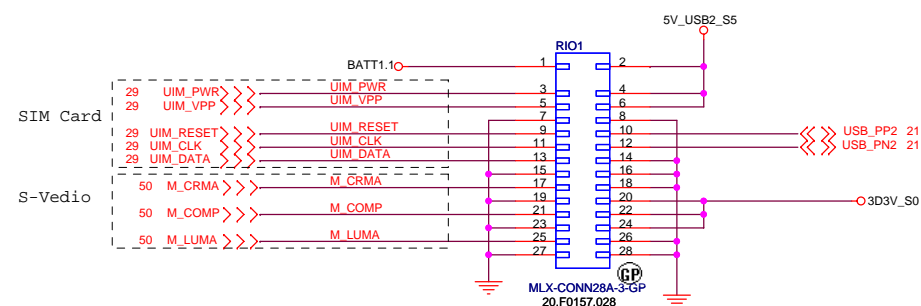 5V_USB2_S5
RIO1
BATT1.1 1 2
29 UIM_PWR UIM_PWR 3 4
29 UIM_VPP UIM_VPP 5 6
SIM Card
7 8
29 UIM_RESET UIM_RESET 9 10 USB_PP2 21
29 UIM_CLK UIM_CLK 11 12 USB_PN2 21
29 UIM_DATA UIM_DATA 13 14
15 16
50 M_CRMA M_CRMA 17 18
S-Vedio
19 20 3D3V_S0
50 M_COMP M_COMP 21 22
23 24
50 M_LUMA M_LUMA 25 26
27 28
GP
MLX-CONN28A-3-GP
20.F0157.028